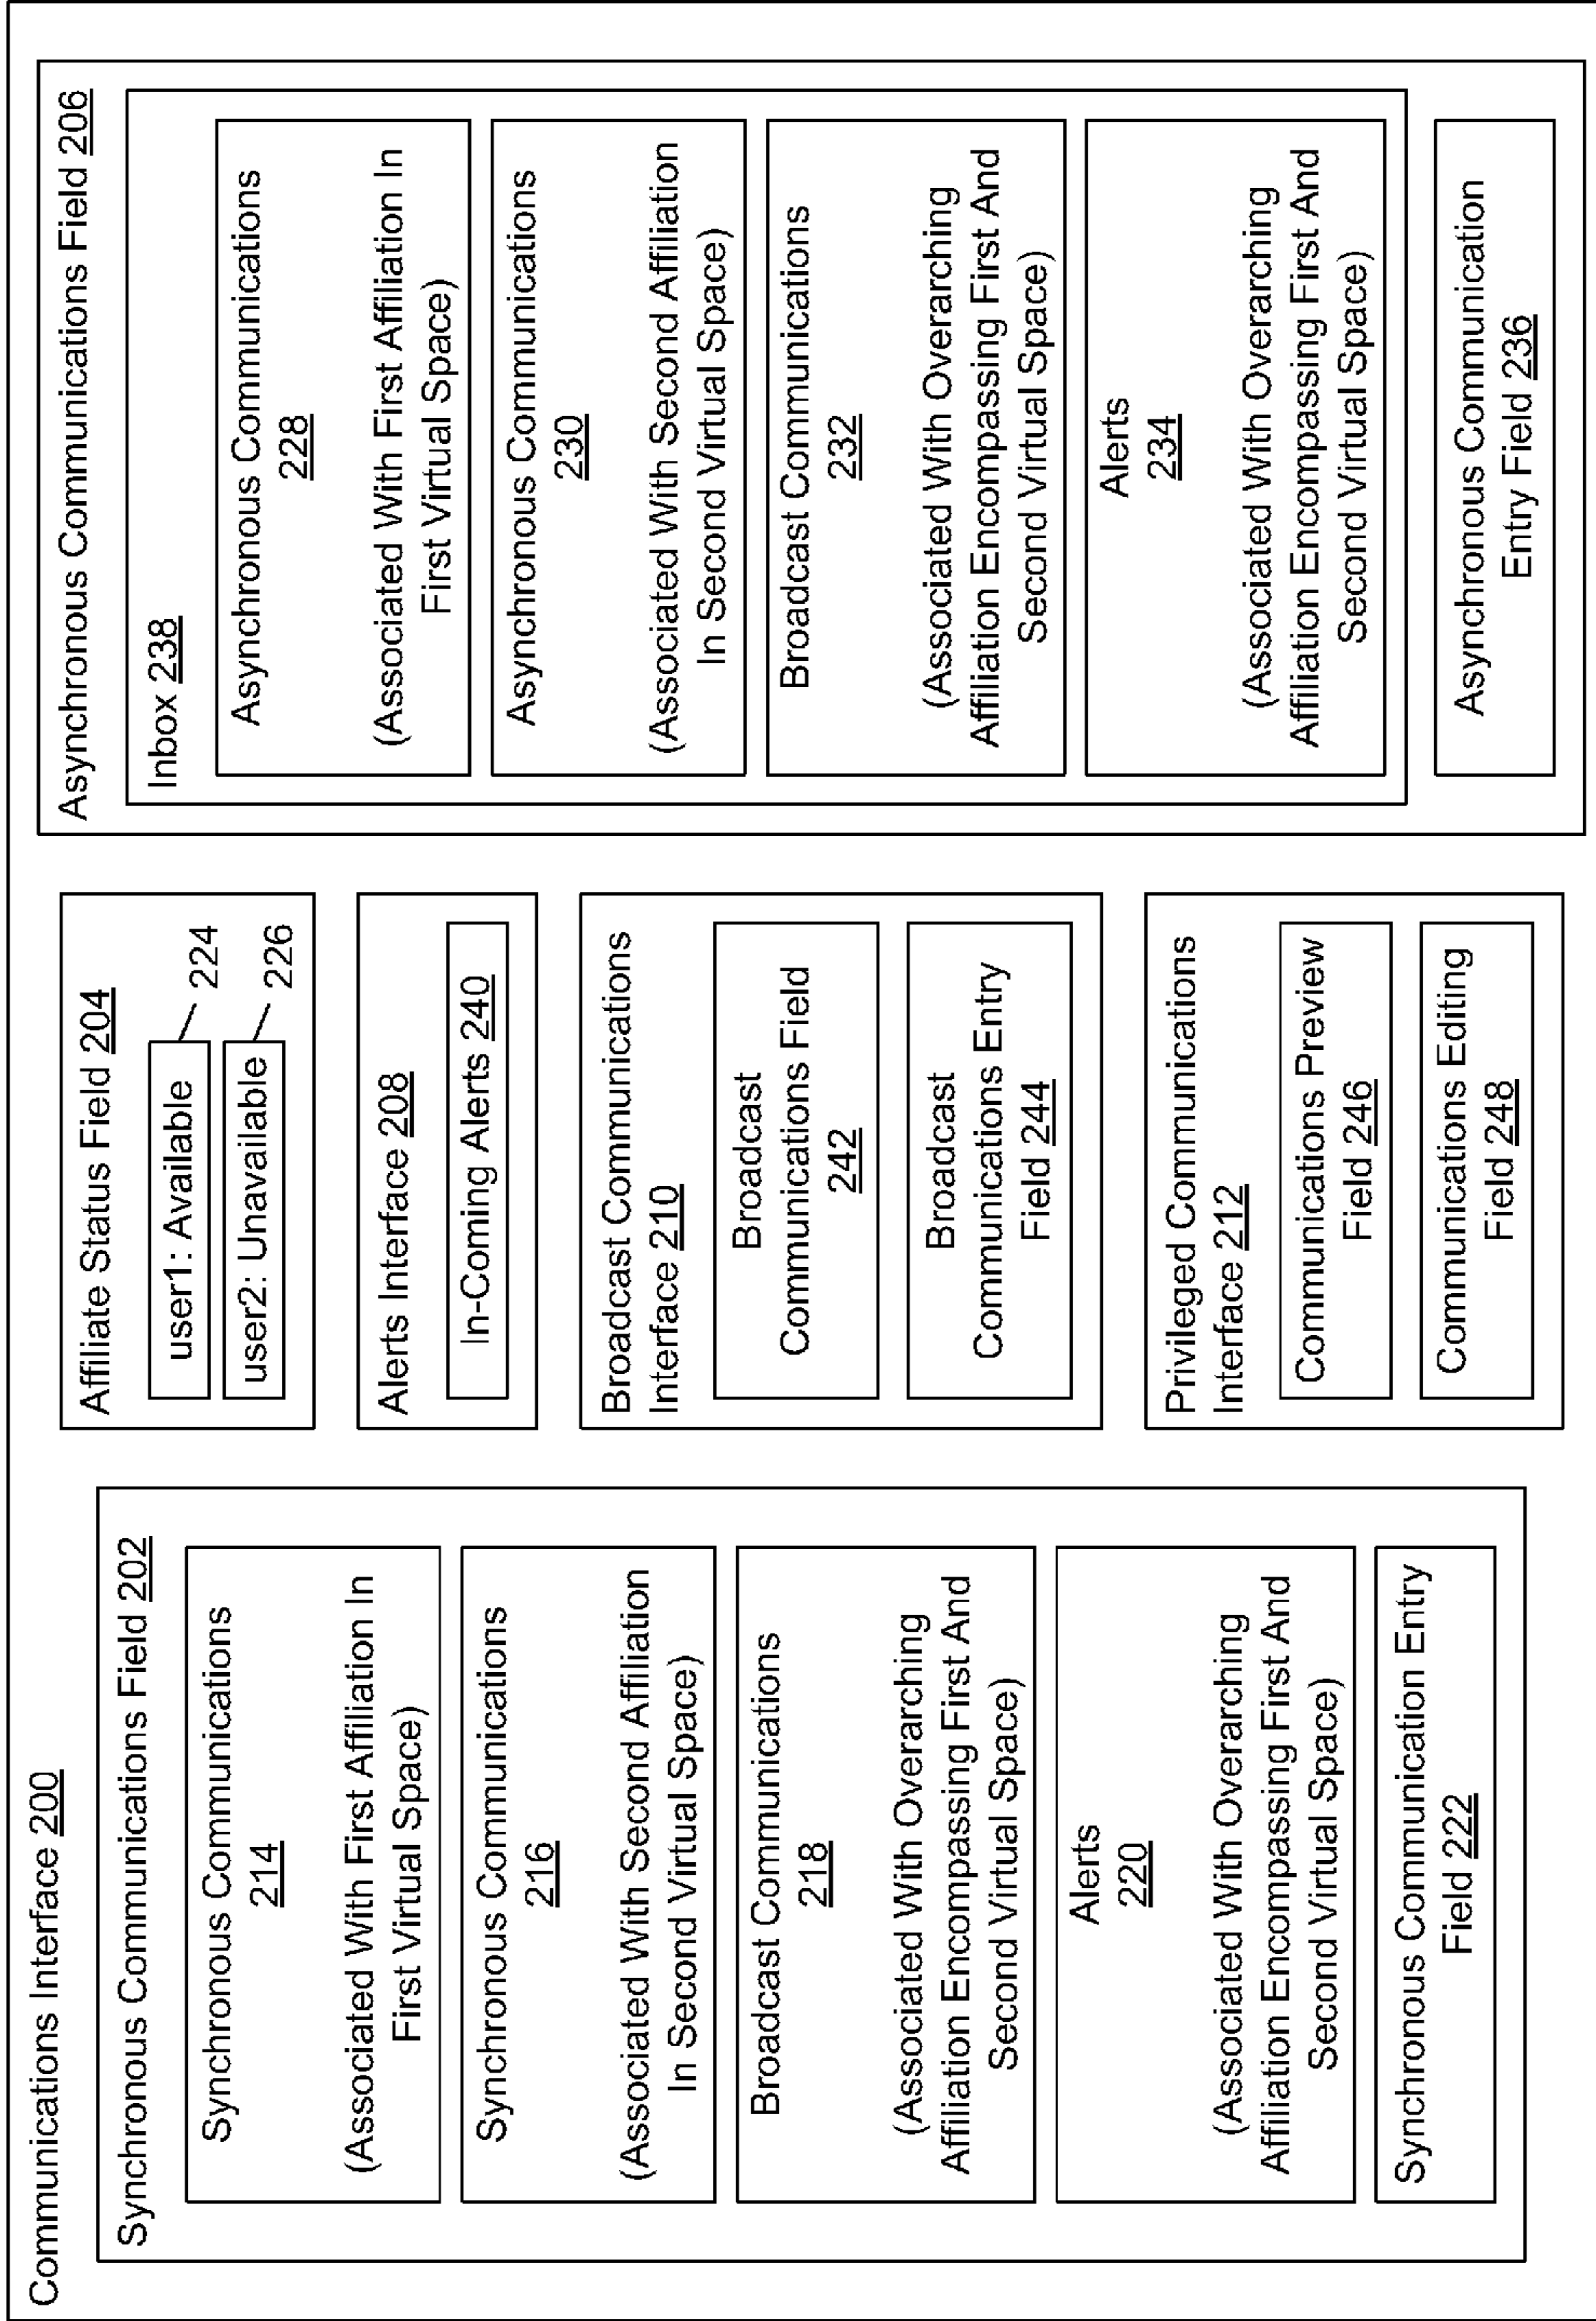 Communications Interface 200
Synchronous Communications Field 202
Synchronous Communications
214
(Associated With First Affiliation In
First Virtual Space)
Synchronous Communications
216
(Associated With Second Affiliation
In Second Virtual Space)
Broadcast Communications
218
(Associated With Overarching
Affiliation Encompassing First And
Second Virtual Space)
Alerts
220
(Associated With Overarching
Affiliation Encompassing First And
Second Virtual Space)
Synchronous Communication Entry
Field 222
Affiliate Status Field 204
user1: Available
224
user2: Unavailable
226
Alerts Interface 208
In-Coming Alerts 240
Broadcast Communications
Interface 210
Broadcast
Communications Field
242
Broadcast
Communications Entry
Field 244
Privileged Communications
Interface 212
Communications Preview
Field 246
Communications Editing
Field 248
Asynchronous Communications Field 206
Inbox 238
Asynchronous Communications
228
(Associated With First Affiliation In
First Virtual Space)
Asynchronous Communications
230
(Associated With Second Affiliation
In Second Virtual Space)
Broadcast Communications
232
(Associated With Overarching
Affiliation Encompassing First And
Second Virtual Space)
Alerts
234
(Associated With Overarching
Affiliation Encompassing First And
Second Virtual Space)
Asynchronous Communication
Entry Field 236